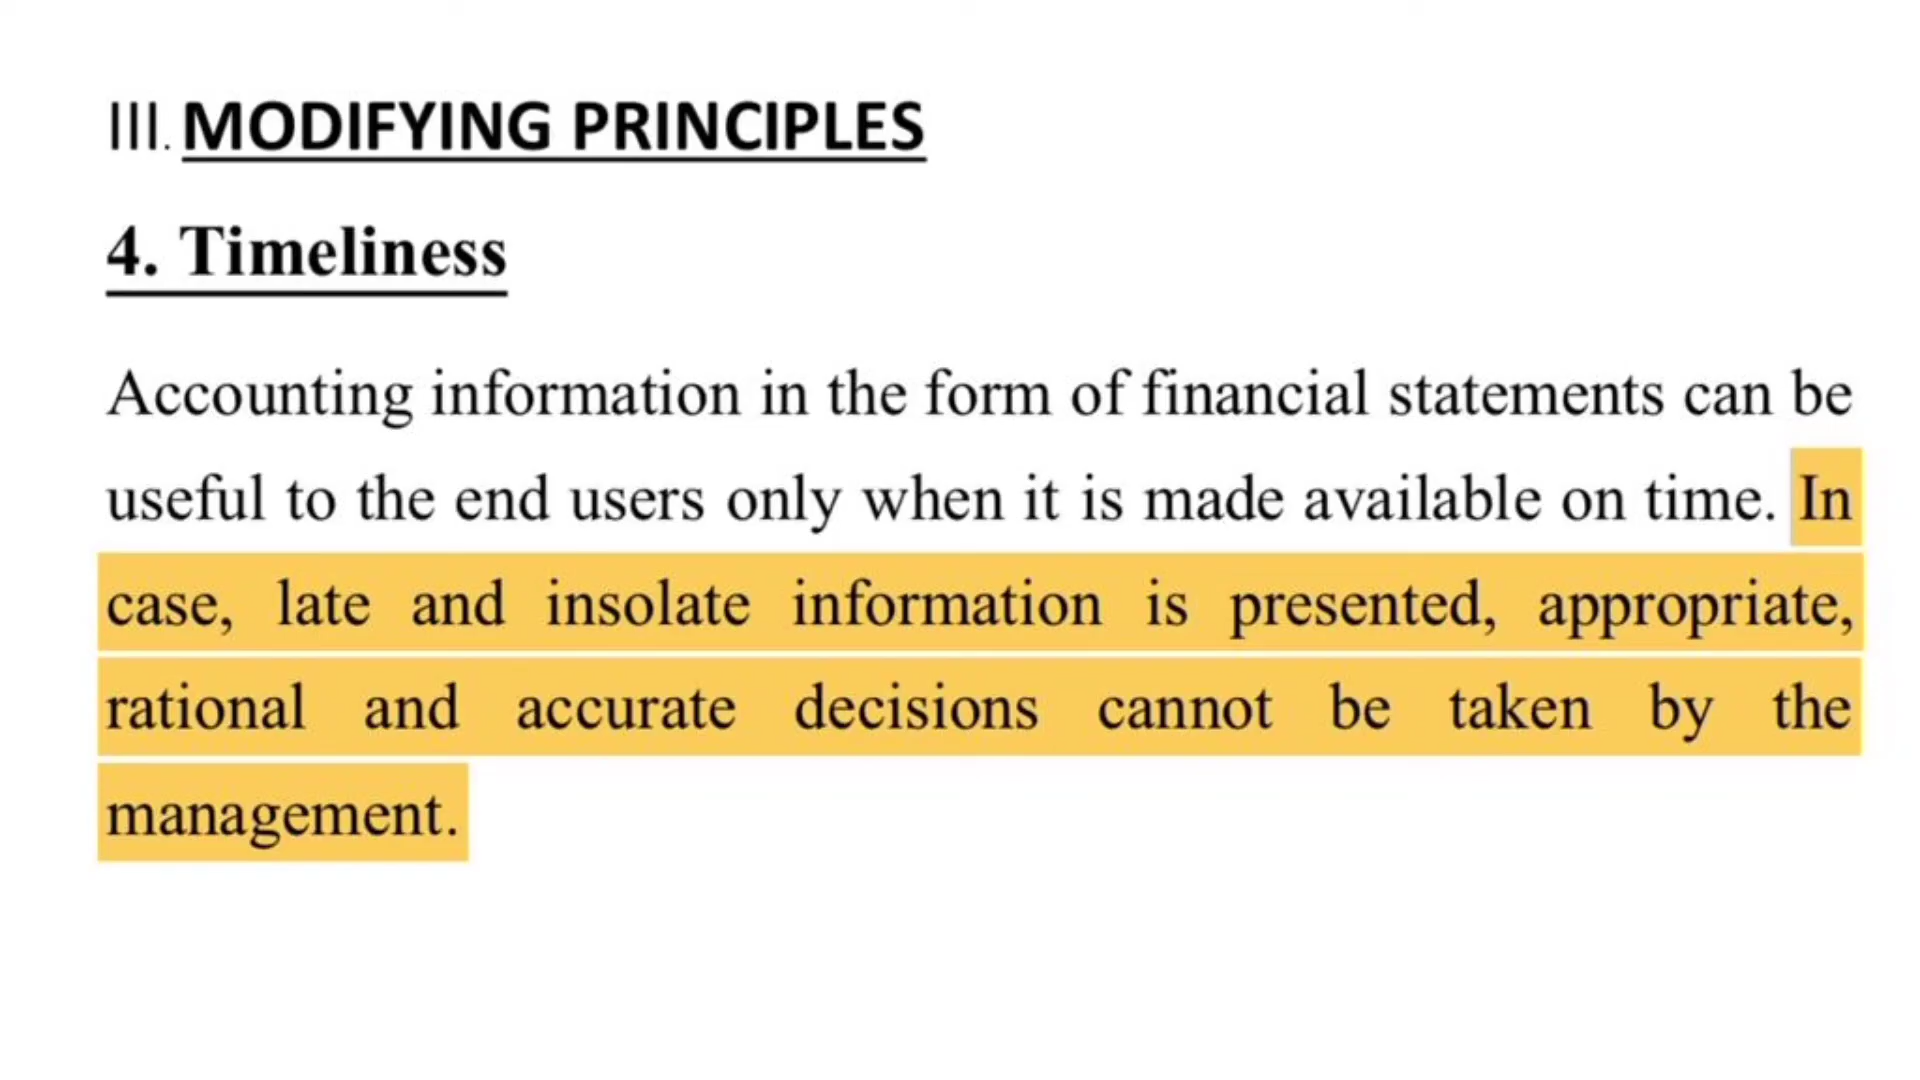 III. MODIFYING PRINCIPLES
4. Timeliness
Accounting information in the form of financial statements can be
useful to the end users only when it is made available on time. In
case, late and insolate information is presented, appropriate,
rational and accurate decisions cannot be taken by the
management.